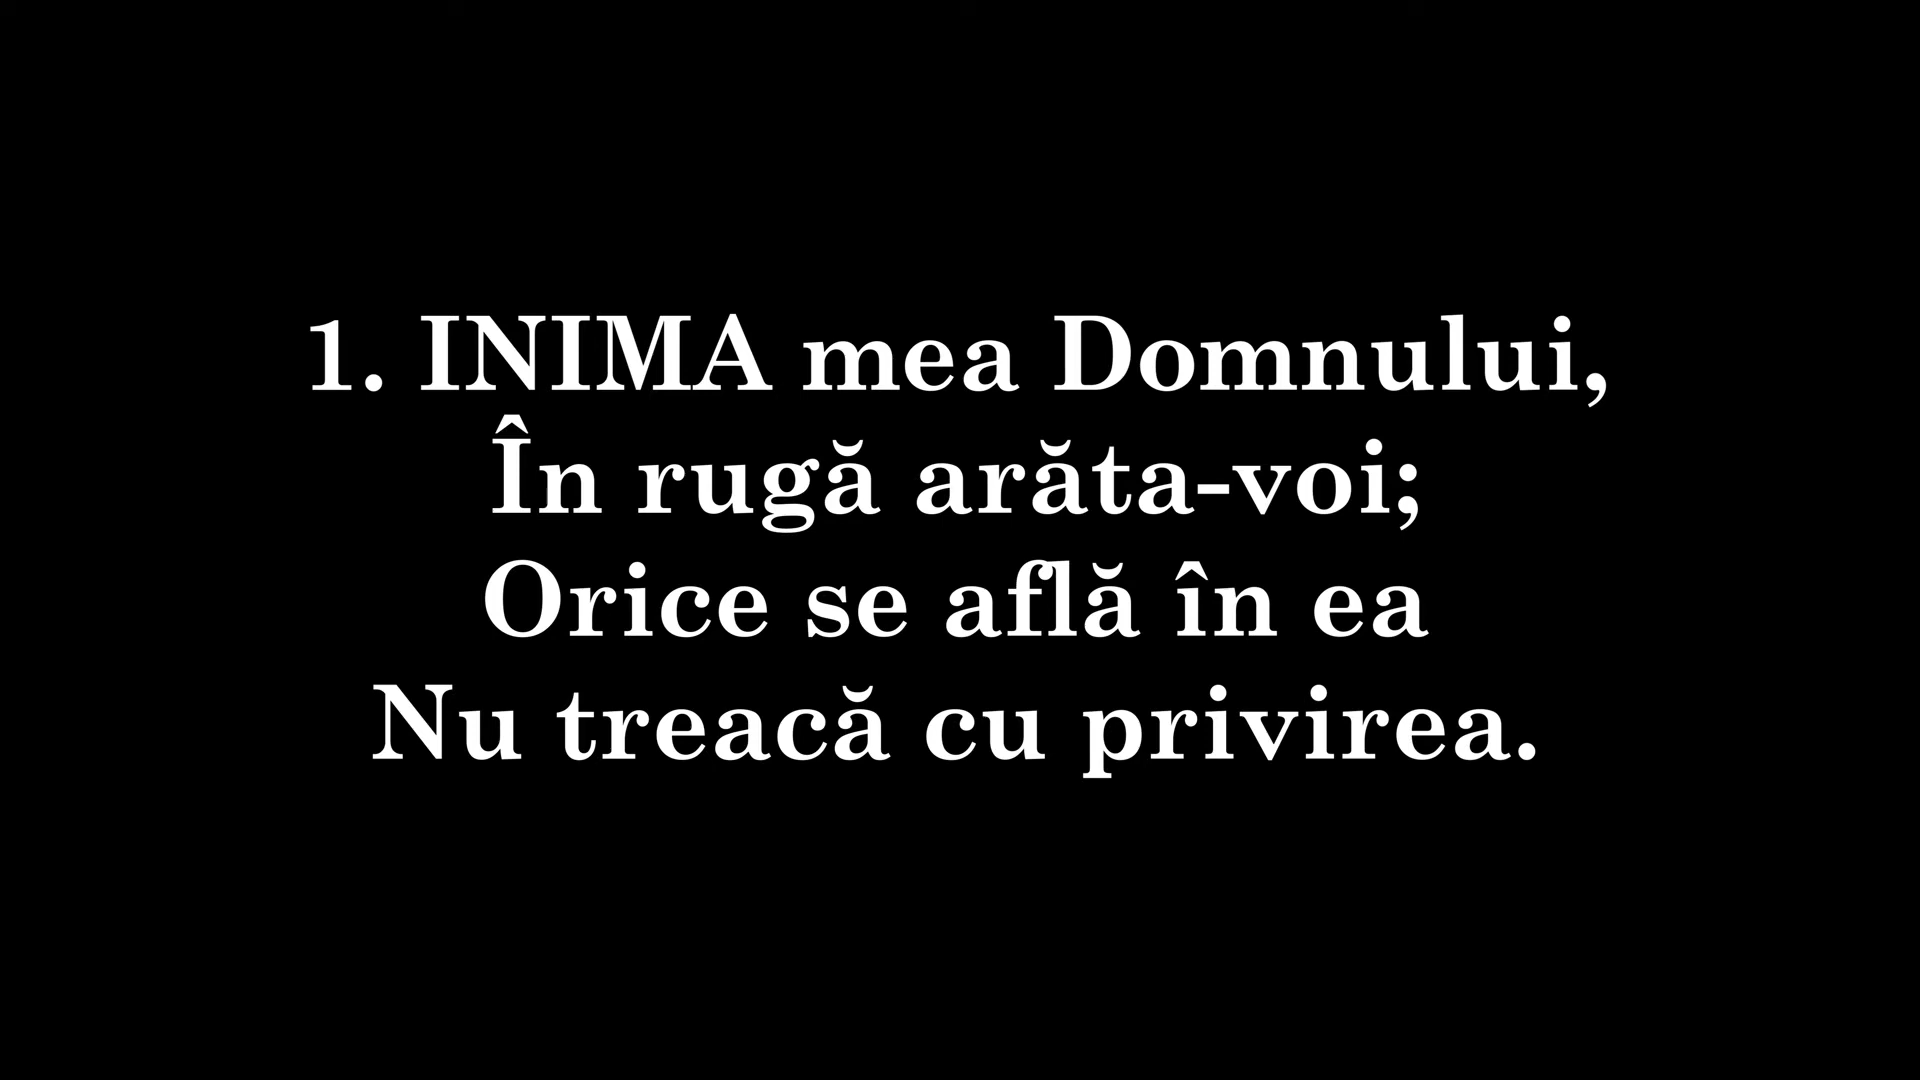 1. INIMA mea Domnului,
În rugă arăta-voi;
Orice se află în ea
Nu treacă cu privirea.